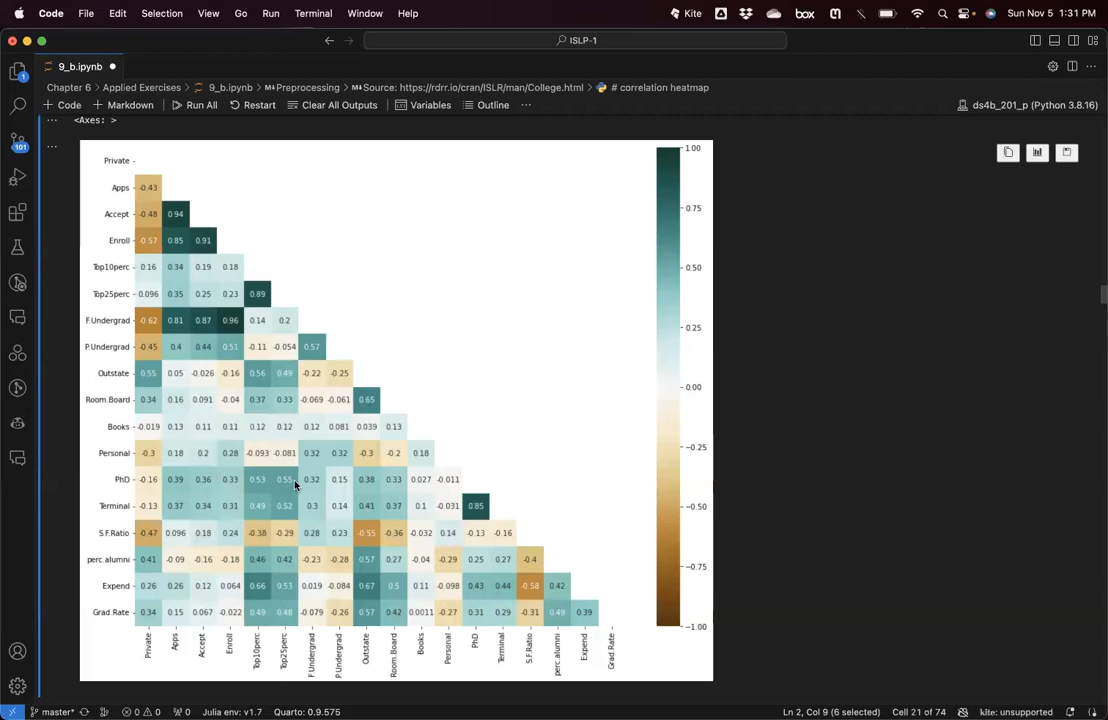 Code File Edit Selection View Go Run Terminal Window Help Kite box Sun Nov 5 1:31 PM
ISLP-1
9_b.ipynb
Chapter 6 > Applied Exercises > 9_b.ipynb > M↓Preprocessing > M↓Source: https://rdrr.io/cran/ISLR/man/College.html > # correlation heatmap
+ Code + Markdown Run All Restart Clear All Outputs Variables Outline ... ds4b_201_p (Python 3.8.16)
... <Axes: >
...
Private 1.00
Apps -0.43
Accept -0.48 0.94 0.75
Enroll -0.57 0.85 0.91
Top10perc 0.16 0.34 0.19 0.18 0.50
Top25perc 0.096 0.35 0.25 0.23 0.89
F.Undergrad -0.62 0.81 0.87 0.96 0.14 0.2 0.25
P.Undergrad -0.45 0.4 0.44 0.51 -0.11 -0.054 0.57
Outstate 0.55 0.05 -0.026 -0.16 0.56 0.49 -0.22 -0.25 0.00
Room.Board 0.34 0.16 0.091 -0.04 0.37 0.33 -0.069 -0.061 0.65
Books -0.019 0.13 0.11 0.11 0.12 0.12 0.12 0.081 0.039 0.13
Personal -0.3 0.18 0.2 0.28 -0.093 -0.081 0.32 0.32 -0.3 -0.2 0.18 -0.25
PhD -0.16 0.39 0.36 0.33 0.53 0.55 0.32 0.15 0.38 0.33 0.027 -0.011
Terminal -0.13 0.37 0.34 0.31 0.49 0.52 0.3 0.14 0.41 0.37 0.1 -0.031 0.85 -0.50
S.F.Ratio -0.47 0.096 0.18 0.24 -0.38 -0.29 0.28 0.23 -0.55 -0.36 -0.032 0.14 -0.13 -0.16
perc.alumni 0.41 -0.09 -0.16 -0.18 0.46 0.42 -0.23 -0.28 0.57 0.27 -0.04 -0.29 0.25 0.27 -0.4 -0.75
Expend 0.26 0.26 0.12 0.064 0.66 0.53 0.019 -0.084 0.67 0.5 0.11 -0.098 0.43 0.44 -0.58 0.42
Grad.Rate 0.34 0.15 0.067 -0.022 0.49 0.48 -0.079 -0.26 0.57 0.42 0.0011 -0.27 0.31 0.29 -0.31 0.49 0.39 -1.00
Private Apps Accept Enroll Top10perc Top25perc F.Undergrad P.Undergrad Outstate Room.Board Books Personal PhD Terminal S.F.Ratio perc.alumni Expend Grad.Rate
1
101
master* 0 0 0 Julia env: v1.7 Quarto: 0.9.575 Ln 2, Col 9 (6 selected) Cell 21 of 74 kite: unsupported